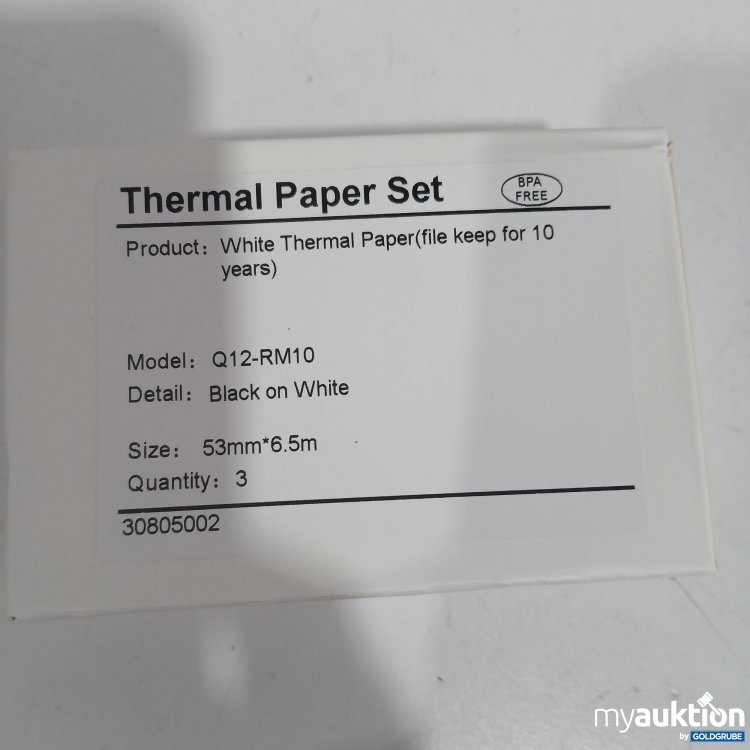 Thermal Paper Set
BPA
FREE
Product: White Thermal Paper(file keep for 10
years)
Model: Q12-RM10
Detail: Black on White
Size: 53mm*6.5m
Quantity: 3
30805002
myauktion
by GOLDGRUBE